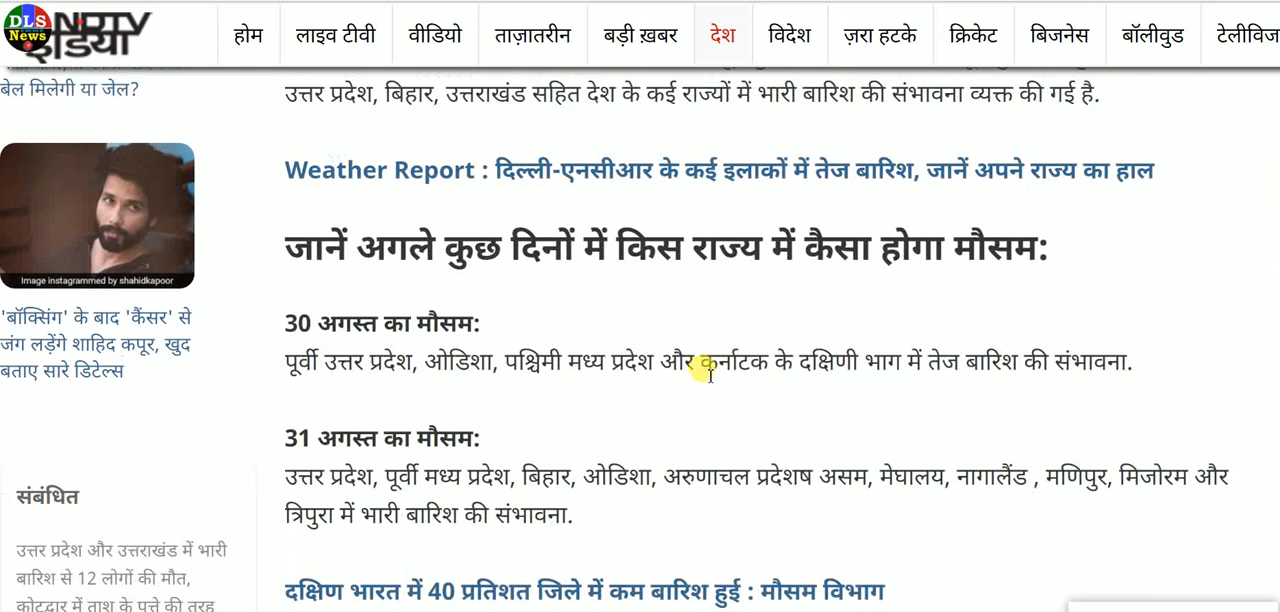 DLS
News
NDTV
इंडिया
होम लाइव टीवी वीडियो ताज़ातरीन बड़ी ख़बर देश विदेश ज़रा हटके क्रिकेट बिजनेस बॉलीवुड टेलीविज
बेल मिलेगी या जेल?
Image instagrammed by shahidkapoor
'बॉक्सिंग' के बाद 'कैंसर' से
जंग लड़ेंगे शाहिद कपूर, खुद
बताए सारे डिटेल्स
संबंधित
उत्तर प्रदेश और उत्तराखंड में भारी
बारिश से 12 लोगों की मौत,
कोटद्वार में ताश के पत्ते की तरह
उत्तर प्रदेश, बिहार, उत्तराखंड सहित देश के कई राज्यों में भारी बारिश की संभावना व्यक्त की गई है.
Weather Report : दिल्ली-एनसीआर के कई इलाकों में तेज बारिश, जानें अपने राज्य का हाल
जानें अगले कुछ दिनों में किस राज्य में कैसा होगा मौसम:
30 अगस्त का मौसम:
पूर्वी उत्तर प्रदेश, ओडिशा, पश्चिमी मध्य प्रदेश और कर्नाटक के दक्षिणी भाग में तेज बारिश की संभावना.
31 अगस्त का मौसम:
उत्तर प्रदेश, पूर्वी मध्य प्रदेश, बिहार, ओडिशा, अरुणाचल प्रदेशष असम, मेघालय, नागालैंड , मणिपुर, मिजोरम और
त्रिपुरा में भारी बारिश की संभावना.
दक्षिण भारत में 40 प्रतिशत जिले में कम बारिश हुई : मौसम विभाग